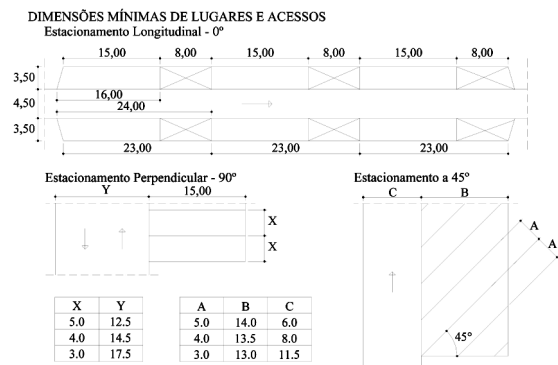 DIMENSÕES MÍNIMAS DE LUGARES E ACESSOS
Estacionamento Longitudinal - 0º
15,00 8,00 15,00 8,00 15,00 8,00
3,50
16,00
4,50
24,00
3,50
23,00 23,00 23,00
Estacionamento Perpendicular - 90º
Y 15,00
X
X
Estacionamento a 45º
C B
A
A
45º
X Y
5.0 12.5
4.0 14.5
3.0 17.5
A B C
5.0 14.0 6.0
4.0 13.5 8.0
3.0 13.0 11.5